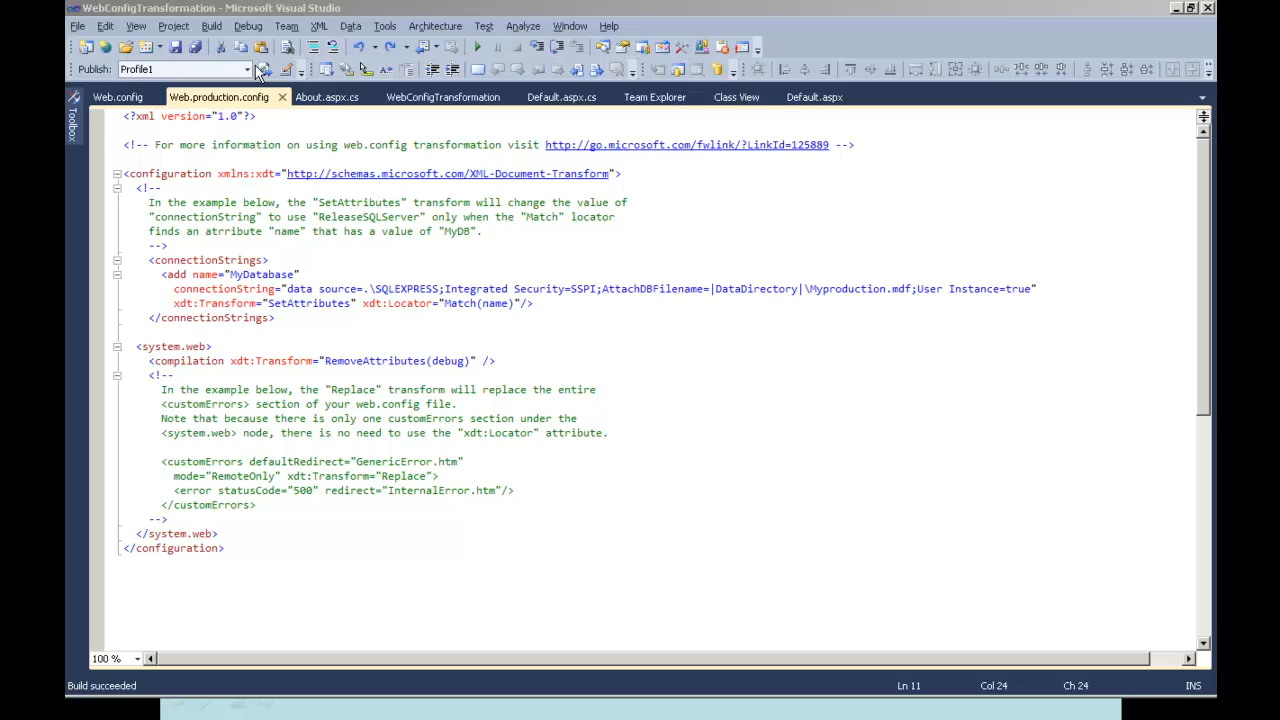 WebConfigTransformation - Microsoft Visual Studio
File Edit View Project Build Debug Team XML Data Tools Architecture Test Analyze Window Help
Publish: Profile1
Web.config Web.production.config About.aspx.cs WebConfigTransformation Default.aspx.cs Team Explorer Class View Default.aspx
Toolbox
<?xml version="1.0"?>
<!-- For more information on using web.config transformation visit http://go.microsoft.com/fwlink/?LinkId=125889 -->
<configuration xmlns:xdt="http://schemas.microsoft.com/XML-Document-Transform">
<!--
In the example below, the "SetAttributes" transform will change the value of
"connectionString" to use "ReleaseSQLServer" only when the "Match" locator
finds an atrribute "name" that has a value of "MyDB".
-->
<connectionStrings>
<add name="MyDatabase"
connectionString="data source=.\SQLEXPRESS;Integrated Security=SSPI;AttachDBFilename=|DataDirectory|\Myproduction.mdf;User Instance=true"
xdt:Transform="SetAttributes" xdt:Locator="Match(name)"/>
</connectionStrings>
<system.web>
<compilation xdt:Transform="RemoveAttributes(debug)" />
<!--
In the example below, the "Replace" transform will replace the entire
<customErrors> section of your web.config file.
Note that because there is only one customErrors section under the
<system.web> node, there is no need to use the "xdt:Locator" attribute.
<customErrors defaultRedirect="GenericError.htm"
mode="RemoteOnly" xdt:Transform="Replace">
<error statusCode="500" redirect="InternalError.htm"/>
</customErrors>
-->
</system.web>
</configuration>
100 %
Build succeeded Ln 11 Col 24 Ch 24 INS